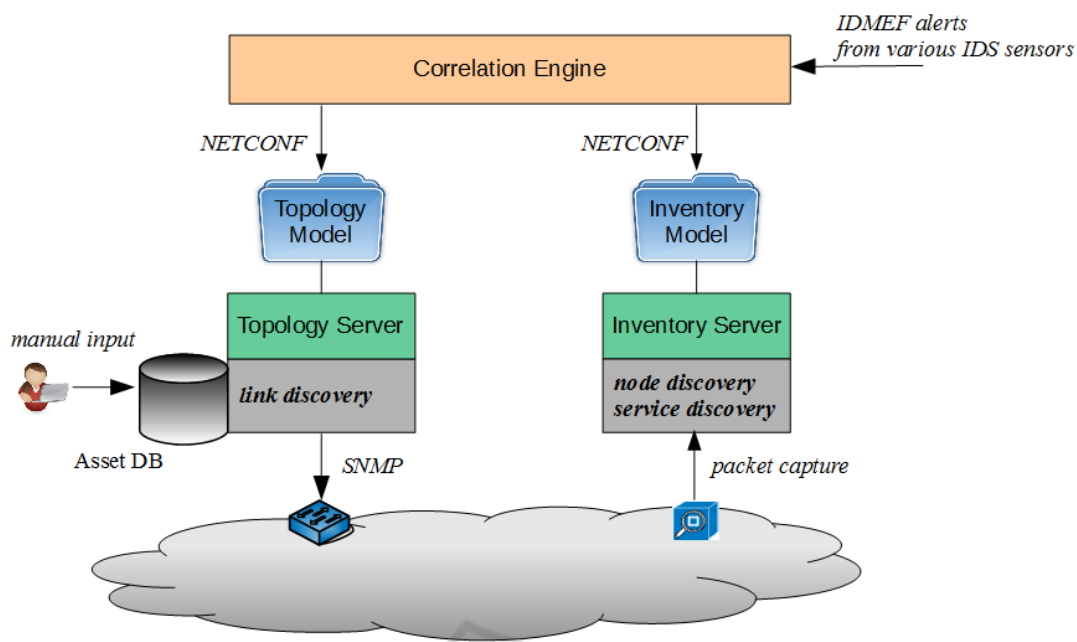 IDMEF alerts
from various IDS sensors
Correlation Engine
NETCONF
NETCONF
Topology
Model
Inventory
Model
Topology Server
Inventory Server
manual input
link discovery
node discovery
service discovery
Asset DB
SNMP
packet capture